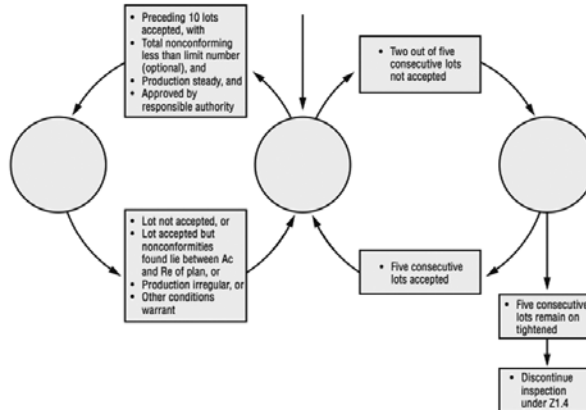 • Preceding 10 lots
accepted, with
• Total nonconforming
less than limit number
(optional), and
• Production steady, and
• Approved by
responsible authority
• Two out of five
consecutive lots
not accepted
• Lot not accepted, or
• Lot accepted but
nonconformities
found lie between Ac
and Re of plan, or
• Production irregular, or
• Other conditions
warrant
• Five consecutive
lots accepted
• Five consecutive
lots remain on
tightened
• Discontinue
inspection
under Z1.4